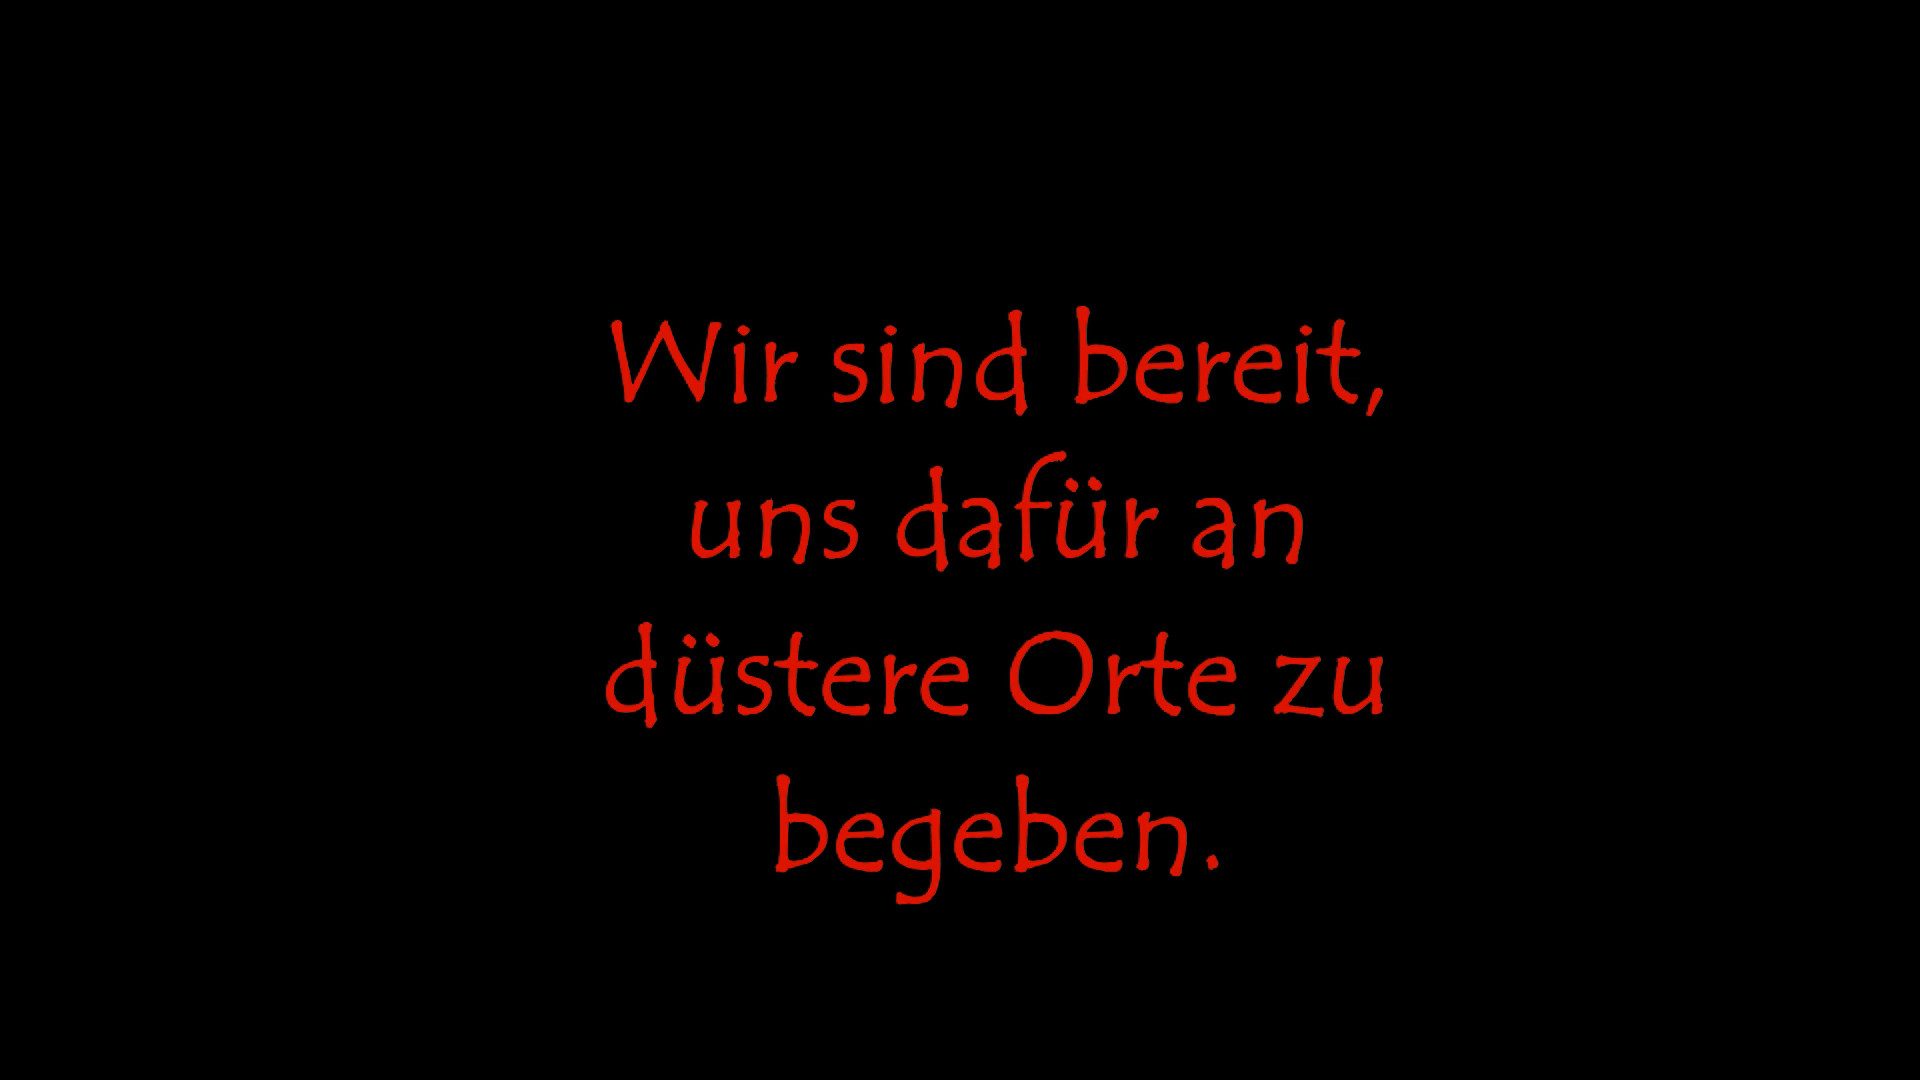 Wir sind bereit,
uns dafür an
düstere Orte zu
begeben.